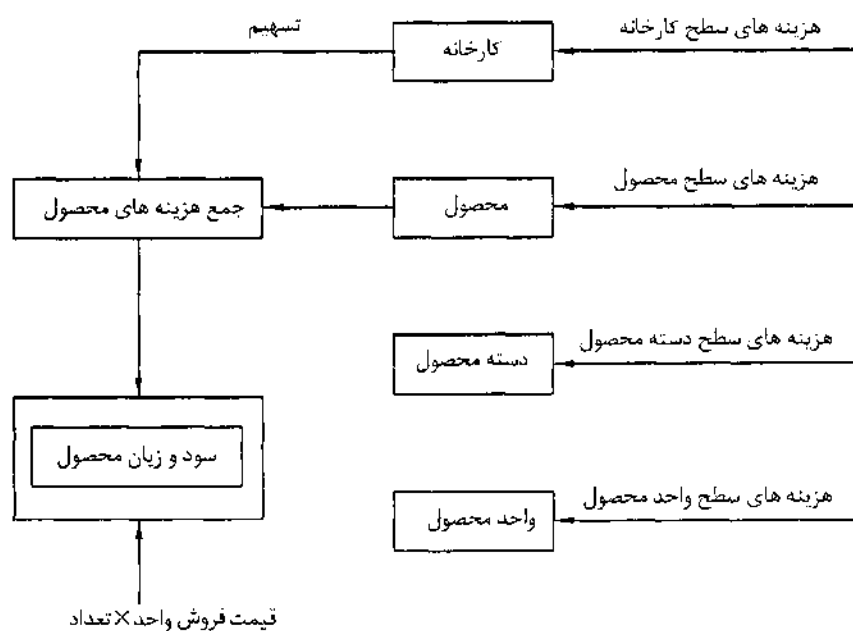 هزینه های سطح کارخانه
کارخانه
تسهیم
هزینه های سطح محصول
محصول
جمع هزینه های محصول
هزینه های سطح دسته محصول
دسته محصول
سود و زیان محصول
هزینه های سطح واحد محصول
واحد محصول
قیمت فروش واحد×تعداد